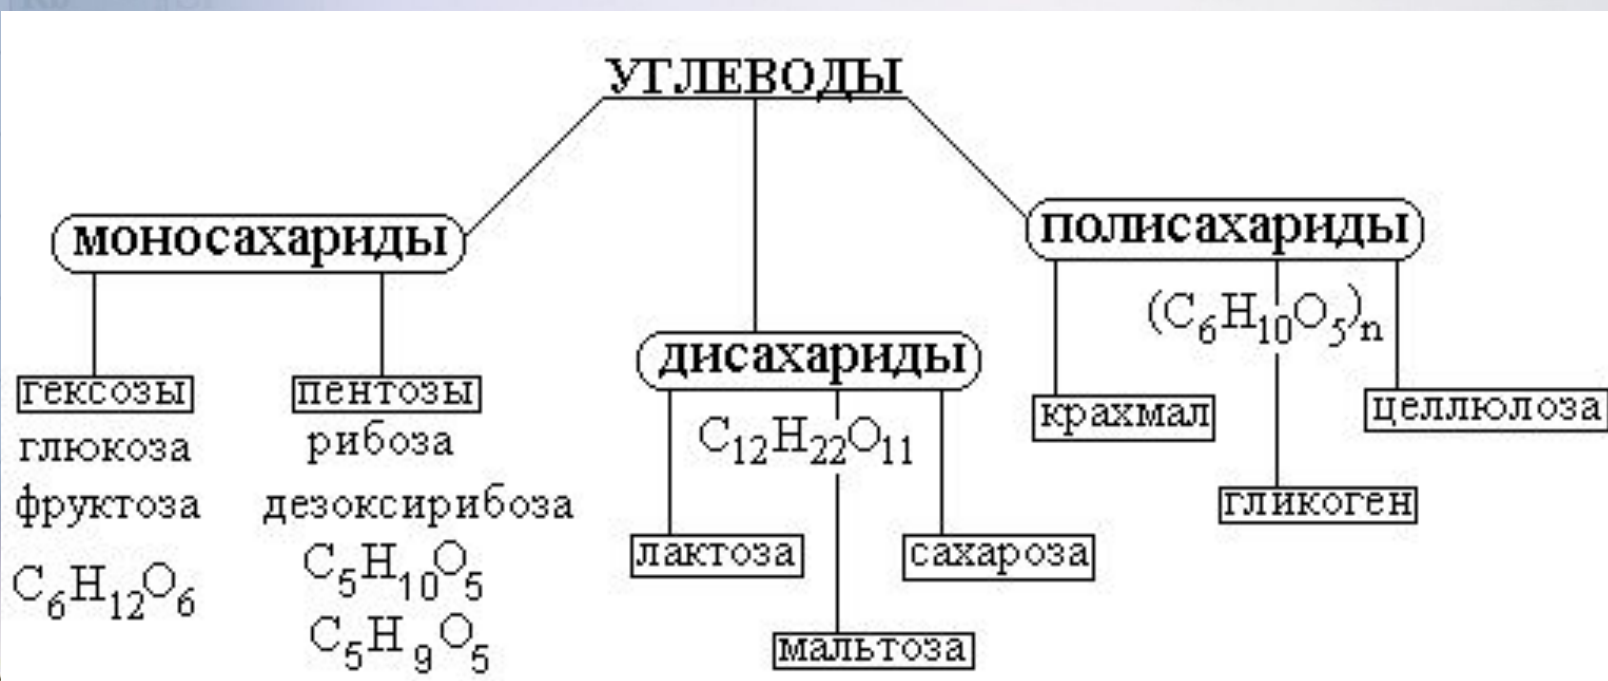 УГЛЕВОДЫ
моносахариды
гексозы
глюкоза
фруктоза
C₆H₁₂O₆
пентозы
рибоза
дезоксирибоза
C₅H₁₀O₅
C₅H₉O₅
дисахариды
C₁₂H₂₂O₁₁
лактоза
мальтоза
сахароза
полисахариды
(C₆H₁₀O₅)ₙ
крахмал
гликоген
целлюлоза